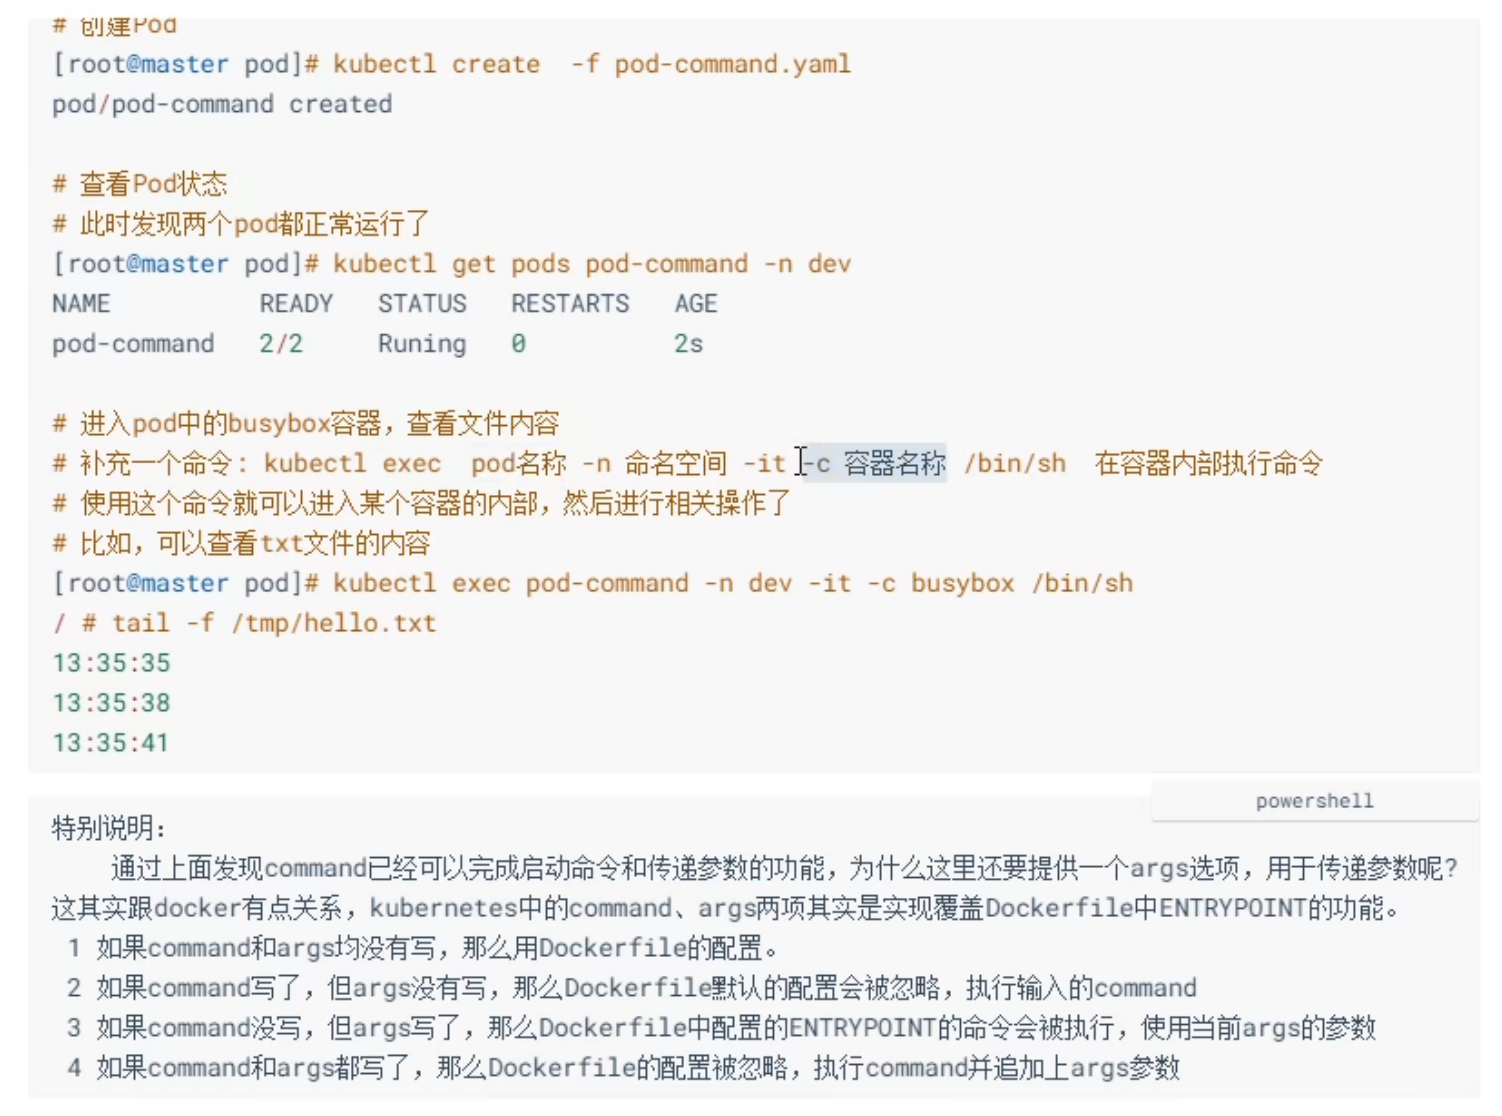 # 创建Pod
[root@master pod]# kubectl create  -f pod-command.yaml
pod/pod-command created
# 查看Pod状态
# 此时发现两个pod都正常运行了
[root@master pod]# kubectl get pods pod-command -n dev
NAME          READY   STATUS   RESTARTS   AGE
pod-command   2/2     Runing   0          2s
# 进入pod中的busybox容器，查看文件内容
# 补充一个命令: kubectl exec  pod名称 -n 命名空间 -it -c 容器名称 /bin/sh  在容器内部执行命令
# 使用这个命令就可以进入某个容器的内部，然后进行相关操作了
# 比如，可以查看txt文件的内容
[root@master pod]# kubectl exec pod-command -n dev -it -c busybox /bin/sh
/ # tail -f /tmp/hello.txt
13:35:35
13:35:38
13:35:41
powershell
特别说明：
通过上面发现command已经可以完成启动命令和传递参数的功能，为什么这里还要提供一个args选项，用于传递参数呢?
这其实跟docker有点关系，kubernetes中的command、args两项其实是实现覆盖Dockerfile中ENTRYPOINT的功能。
1 如果command和args均没有写，那么用Dockerfile的配置。
2 如果command写了，但args没有写，那么Dockerfile默认的配置会被忽略，执行输入的command
3 如果command没写，但args写了，那么Dockerfile中配置的ENTRYPOINT的命令会被执行，使用当前args的参数
4 如果command和args都写了，那么Dockerfile的配置被忽略，执行command并追加上args参数